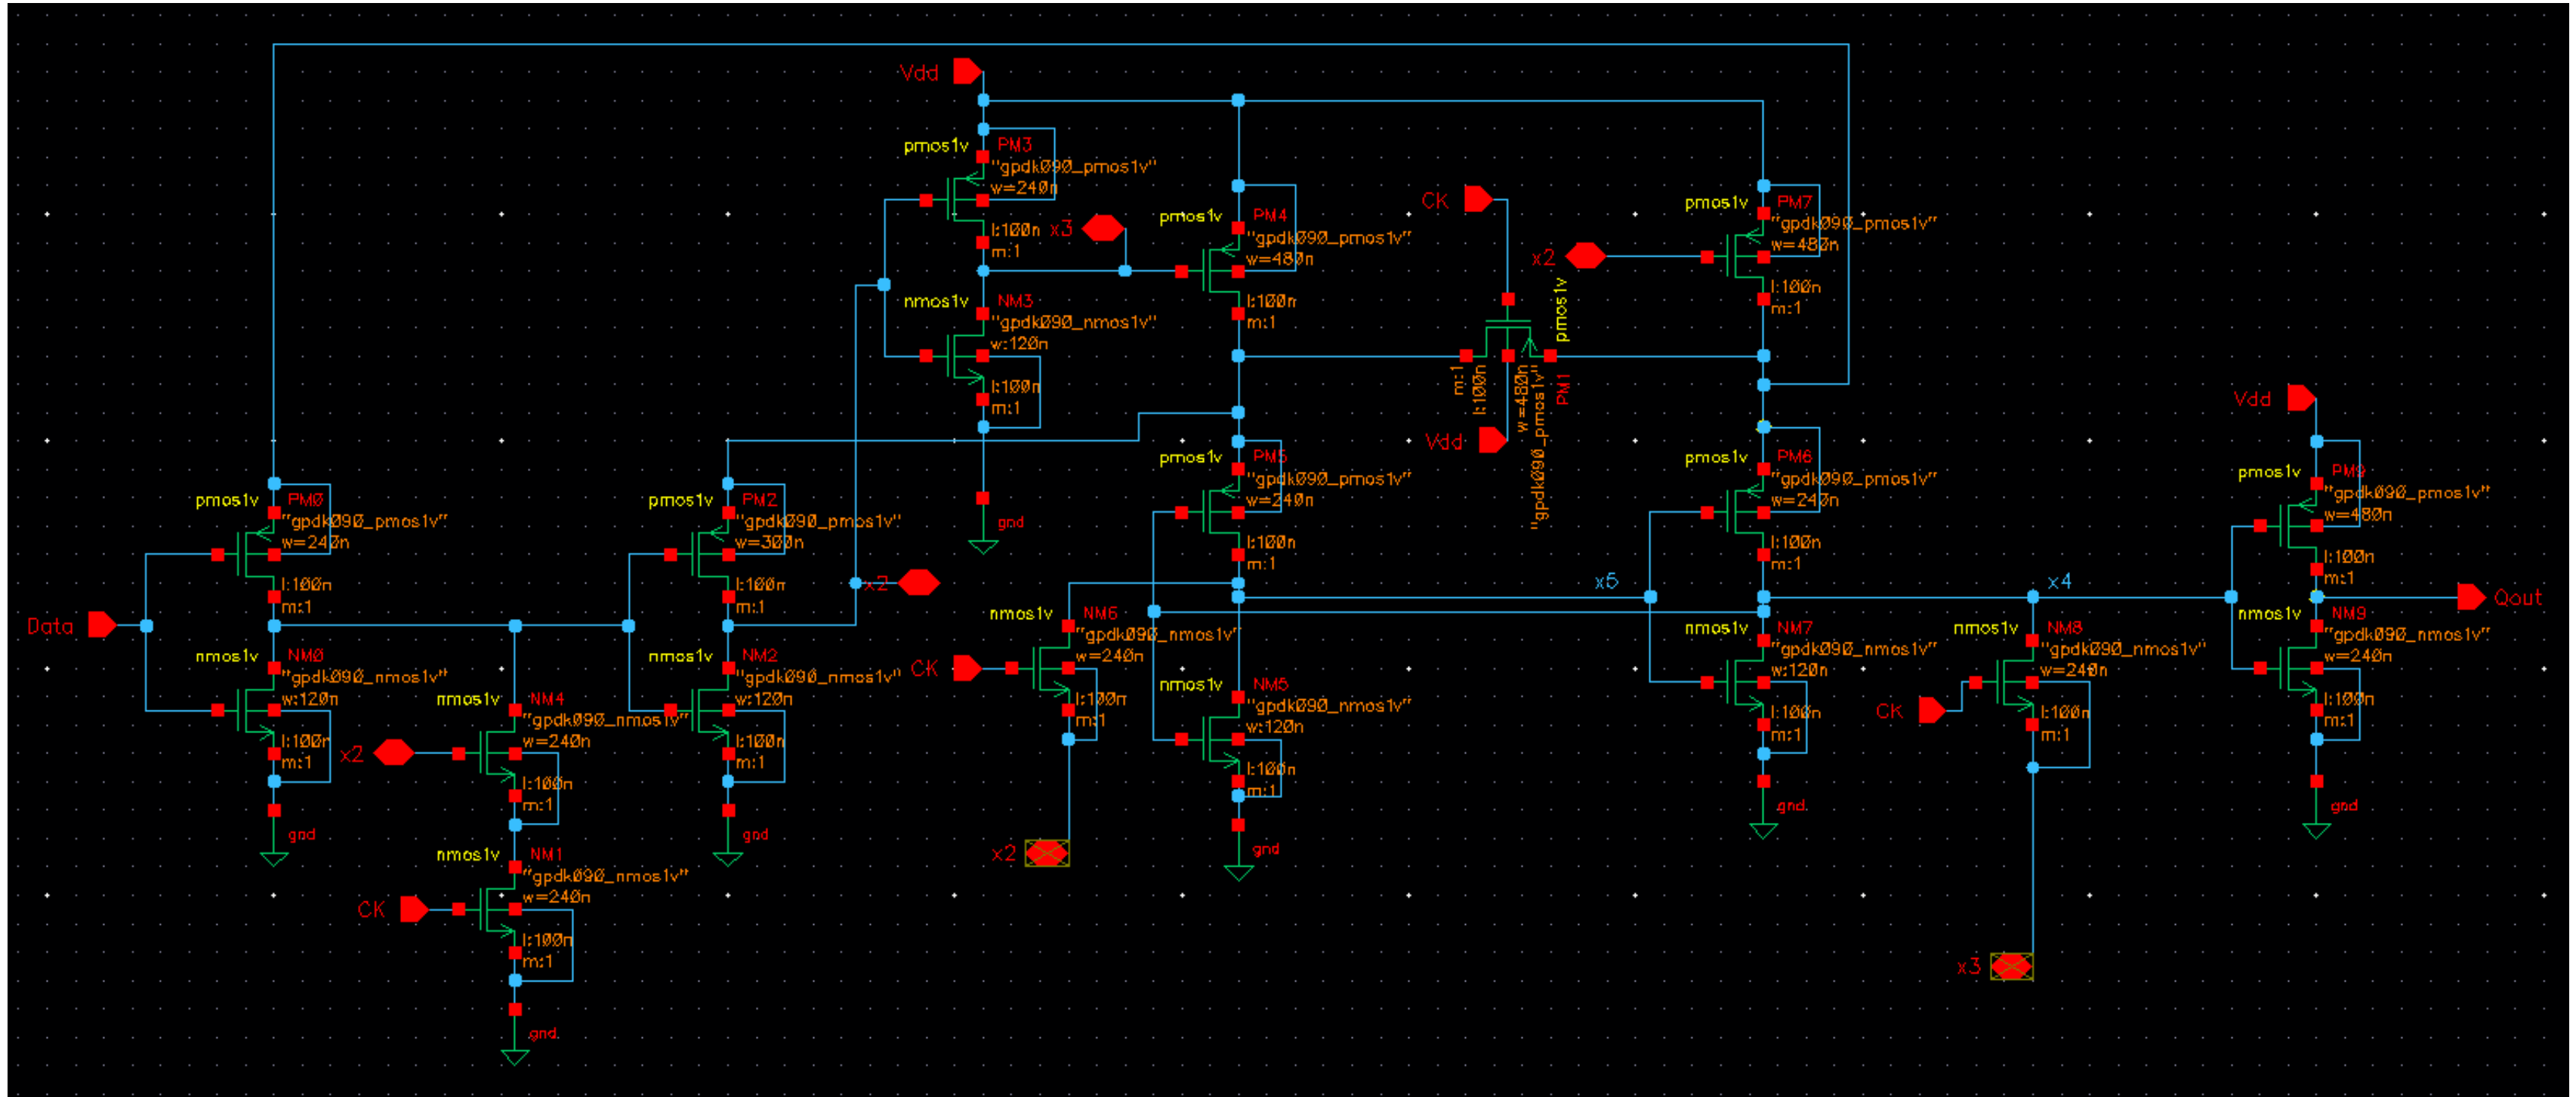 Vdd
pmos1v
PM3
"gpdk090_pmos1v"
w=240n
l:100n
m:1
x3
nmos1v
NM3
"gpdk090_nmos1v"
w:120n
l:100n
m:1
gnd
pmos1v
PM4
"gpdk090_pmos1v"
w=480n
l:100n
m:1
CK
pmos1v
PM1
"gpdk090_pmos1v"
w=480n
l:100n
m:1
Vdd
pmos1v
PM7
"gpdk090_pmos1v"
w=480n
l:100n
m:1
x2
Vdd
pmos1v
PM9
"gpdk090_pmos1v"
w=480n
l:100n
m:1
pmos1v
PM0
"gpdk090_pmos1v"
w=240n
l:100n
m:1
pmos1v
PM2
"gpdk090_pmos1v"
w=300n
l:100n
m:1
x2
pmos1v
PM5
"gpdk090_pmos1v"
w=240n
l:100n
m:1
pmos1v
PM6
"gpdk090_pmos1v"
w=240n
l:100n
m:1
x5
x4
Qout
Data
nmos1v
NM0
"gpdk090_nmos1v"
w:120n
l:100n
m:1
gnd
nmos1v
NM4
"gpdk090_nmos1v"
w=240n
l:100n
m:1
x2
nmos1v
NM2
"gpdk090_nmos1v"
w:120n
l:100n
m:1
gnd
nmos1v
NM6
"gpdk090_nmos1v"
w=240n
l:100n
m:1
CK
x2
nmos1v
NM5
"gpdk090_nmos1v"
w:120n
l:100n
m:1
gnd
nmos1v
NM7
"gpdk090_nmos1v"
w:120n
l:100n
m:1
gnd
nmos1v
NM8
"gpdk090_nmos1v"
w=240n
l:100n
m:1
CK
x3
nmos1v
NM9
"gpdk090_nmos1v"
w=240n
l:100n
m:1
gnd
nmos1v
NM1
"gpdk090_nmos1v"
w=240n
l:100n
m:1
CK
gnd